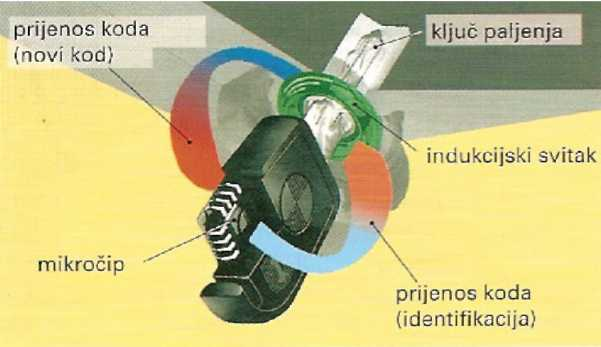 prijenos koda
(novi kod)
ključ paljenja
indukcijski svitak
mikročip
prijenos koda
(identifikacija)